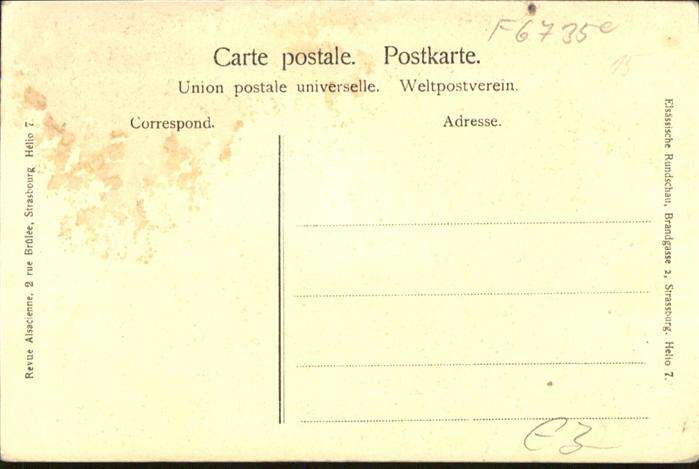 F6735e
15
Carte postale. Postkarte.
Union postale universelle. Weltpostverein.
Correspond. Adresse.
Revue Alsacienne, 2 rue Brûlée, Strasbourg. Hélio 7.
Elsässische Rundschau, Brandgasse 2, Strassburg. Helio 7.